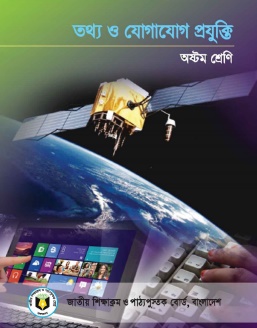 তথ্য ও যোগাযোগ প্রযুক্তি
অষ্টম শ্রেণি
জাতীয় শিক্ষাক্রম ও পাঠ্যপুস্তক বোর্ড, বাংলাদেশ